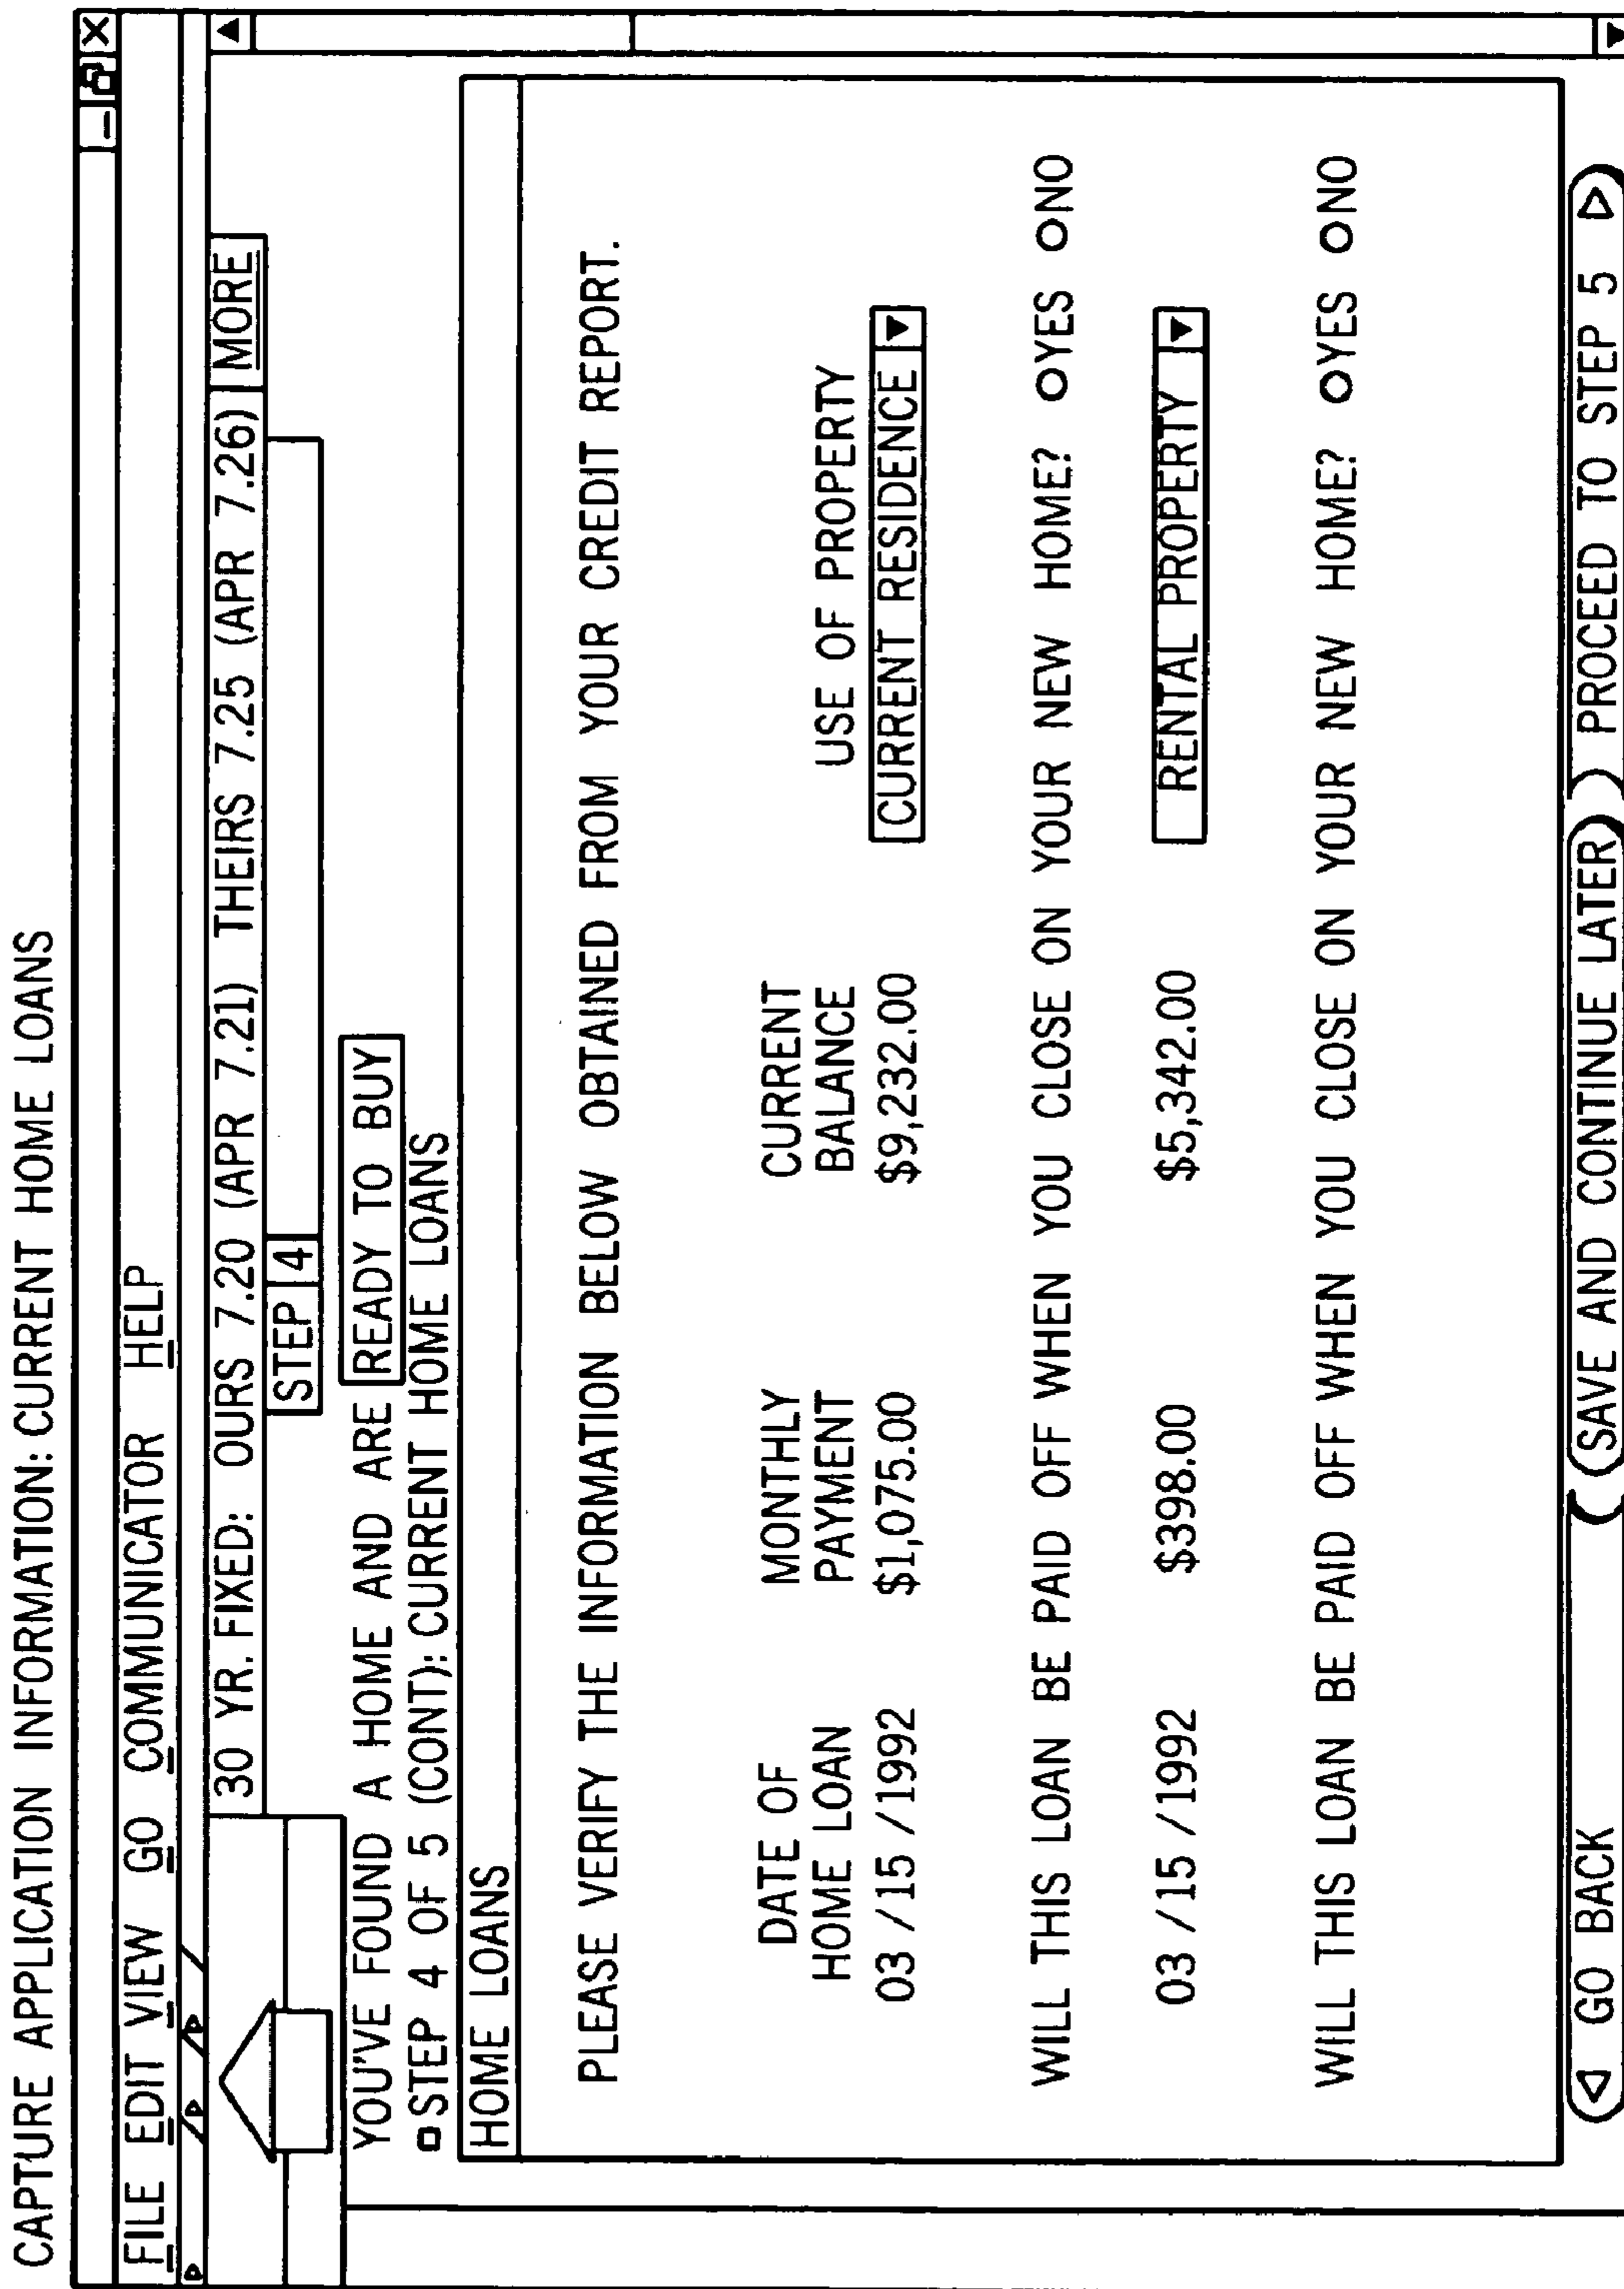 CAPTURE APPLICATION INFORMATION: CURRENT HOME LOANS
FILE EDIT VIEW GO COMMUNICATOR HELP
30 YR. FIXED: OURS 7.20 (APR 7.21) THEIRS 7.25 (APR 7.26) MORE
STEP 4
YOU'VE FOUND A HOME AND ARE READY TO BUY
STEP 4 OF 5 (CONT): CURRENT HOME LOANS
HOME LOANS
PLEASE VERIFY THE INFORMATION BELOW OBTAINED FROM YOUR CREDIT REPORT.
DATE OF MONTHLY CURRENT
HOME LOAN PAYMENT BALANCE USE OF PROPERTY
03 /15 /1992 $1,075.00 $9,232.00 CURRENT RESIDENCE
WILL THIS LOAN BE PAID OFF WHEN YOU CLOSE ON YOUR NEW HOME? YES NO
03 /15 /1992 $398.00 $5,342.00 RENTAL PROPERTY
WILL THIS LOAN BE PAID OFF WHEN YOU CLOSE ON YOUR NEW HOME? YES NO
GO BACK SAVE AND CONTINUE LATER PROCEED TO STEP 5